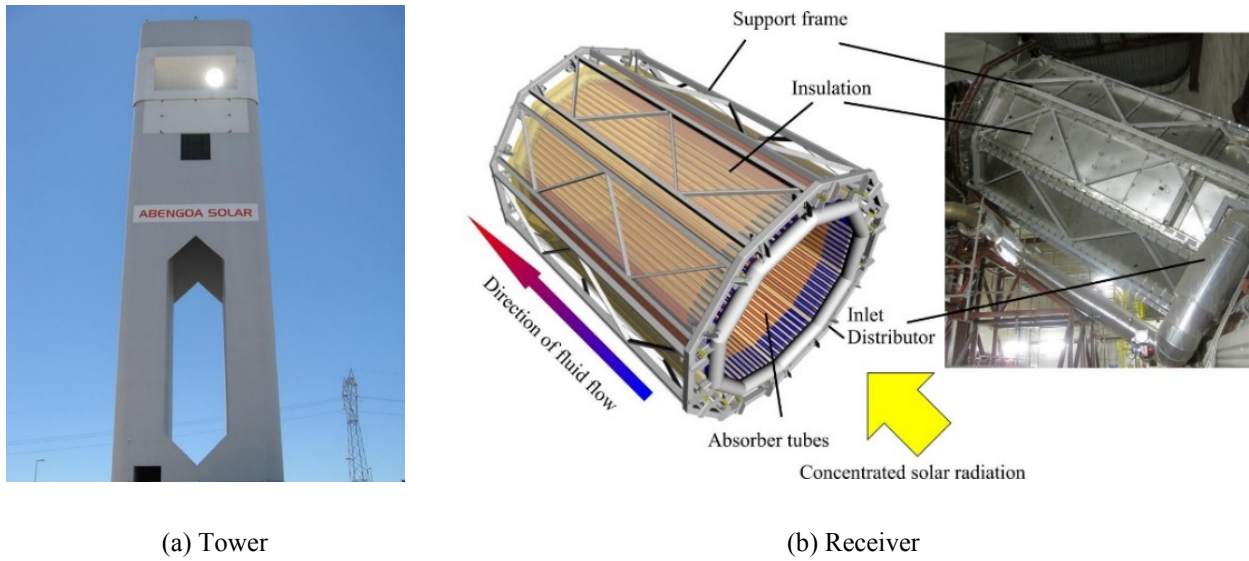 ABENGOA SOLAR
Support frame
Insulation
Direction of fluid flow
Inlet
Distributor
Absorber tubes
Concentrated solar radiation
(a) Tower
(b) Receiver